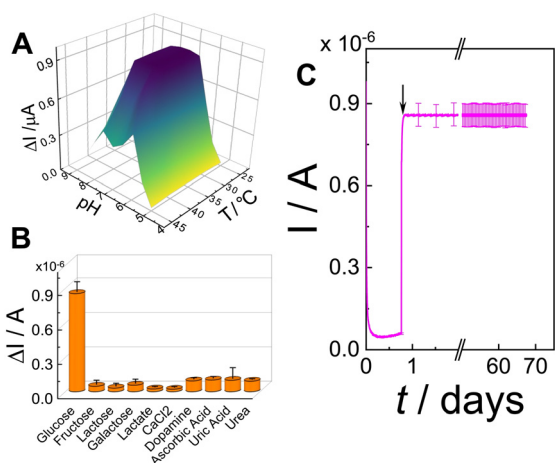 A
ΔI /μA
0.9
0.6
0.3
0.0
9
8
7
6
5
4
pH
25
30
35
40
45
T/°C
B
x10⁻⁶
ΔI / A
0.9
0.6
0.3
0.0
Glucose
Fructose
Lactose
Galactose
Lactate
CaCl2
Dopamine
Ascorbic Acid
Uric Acid
Urea
C
x 10⁻⁶
I / A
0.9
0.6
0.3
0.0
0 1 60 70
t / days